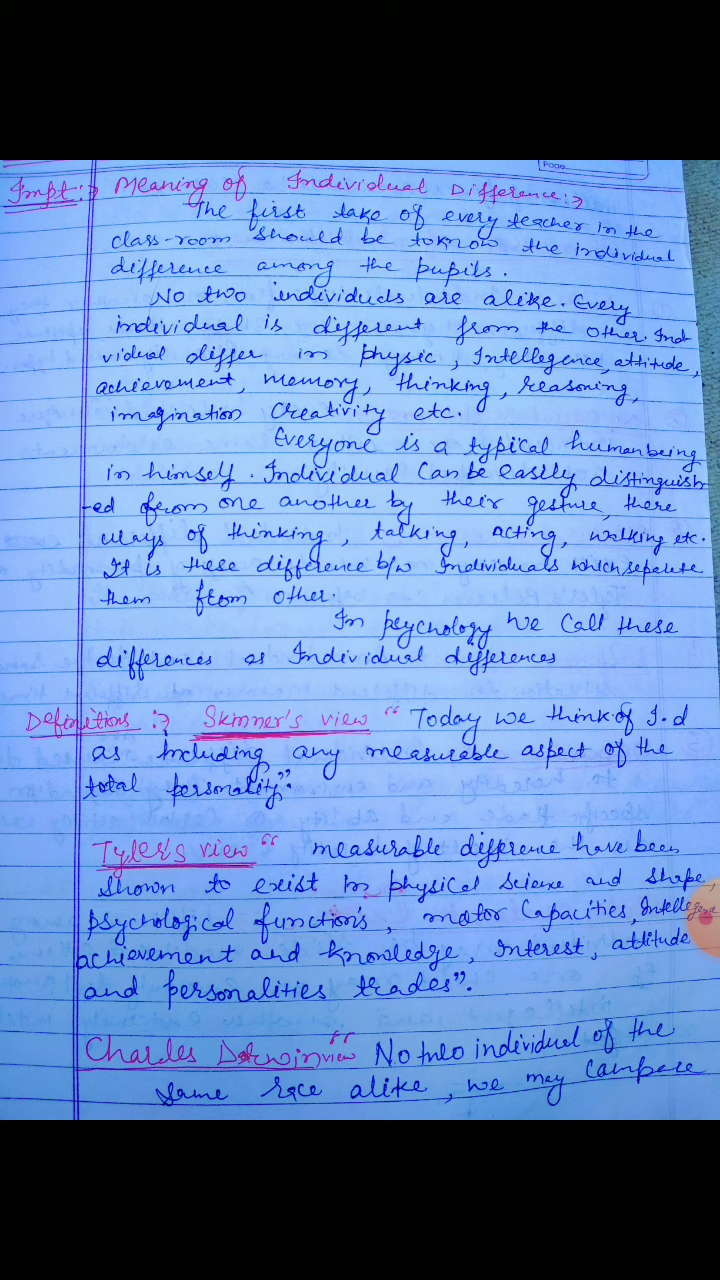 Page
Impt:→ Meaning of Individual Difference:→
The first take of every teacher in the
class-room should be toknow the individual
difference among the pupils.
No two individuals are alike. Every
individual is different from the other. Indi
vidual differ in physic, Intellegence, attitude,
achievement, memory, thinking, reasoning,
imagination Creativity etc.
Everyone is a typical humanbeing
in himself. Individual Can be easily distinguish
-ed from one another by their gesture, there
ways of thinking, talking, acting, walking etc.
It is these difference b/w Individuals which seperate
them from other.
In psychology we Call these
differences as Individual differences
Definitions :→ Skinner's view "Today we think of I.d
as Including any measurable aspect of the
total personality".
Tyler's view " measurable difference have been
shown to exist in physical science and shape,
psychological function's, motor Capacities, Intellegence
achievement and knowledge, Interest, attitude
and personalities trades".
Charles Darwin view " No two individual of the
same race alike, we may Compare